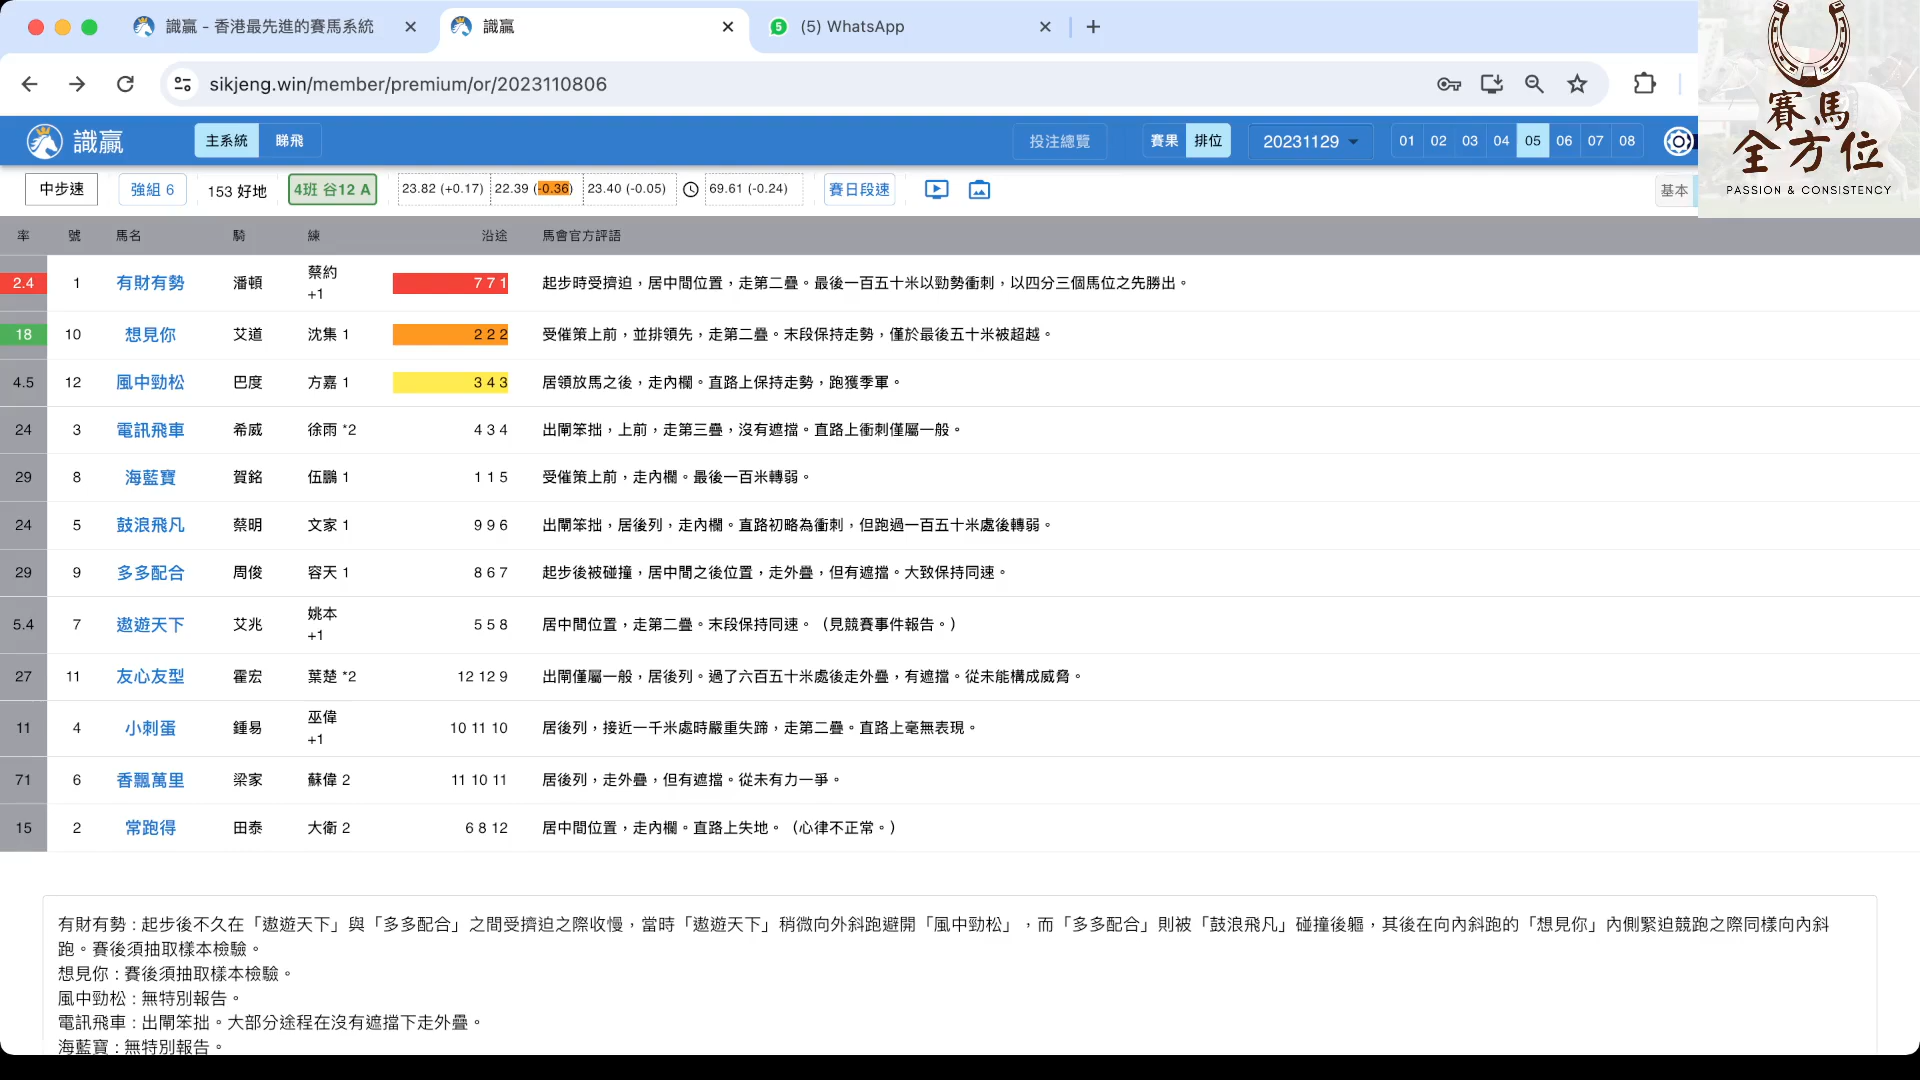 識贏 - 香港最先進的賽馬系統
識贏
5 (5) WhatsApp
sikjeng.win/member/premium/or/2023110806
賽馬
全方位
PASSION & CONSISTENCY
識贏 主系統 睇飛 投注總覽 賽果 排位 20231129 01 02 03 04 05 06 07 08
中步速 強組 6 153 好地 4班 谷12 A 23.82 (+0.17) 22.39 (-0.36) 23.40 (-0.05) 69.61 (-0.24) 賽日段速 基本
率 號 馬名 騎 練 沿途 馬會官方評語
2.4 1 有財有勢 潘頓 蔡約 +1 7 7 1 起步時受擠迫，居中間位置，走第二疊。最後一百五十米以勁勢衝刺，以四分三個馬位之先勝出。
18 10 想見你 艾道 沈集 1 2 2 2 受催策上前，並排領先，走第二疊。末段保持走勢，僅於最後五十米被超越。
4.5 12 風中勁松 巴度 方嘉 1 3 4 3 居領放馬之後，走內欄。直路上保持走勢，跑獲季軍。
24 3 電訊飛車 希威 徐雨 *2 4 3 4 出閘笨拙，上前，走第三疊，沒有遮擋。直路上衝刺僅屬一般。
29 8 海藍寶 賀銘 伍鵬 1 1 1 5 受催策上前，走內欄。最後一百米轉弱。
24 5 鼓浪飛凡 蔡明 文家 1 9 9 6 出閘笨拙，居後列，走內欄。直路初略為衝刺，但跑過一百五十米處後轉弱。
29 9 多多配合 周俊 容天 1 8 6 7 起步後被碰撞，居中間之後位置，走外疊，但有遮擋。大致保持同速。
5.4 7 遨遊天下 艾兆 姚本 +1 5 5 8 居中間位置，走第二疊。末段保持同速。（見競賽事件報告。）
27 11 友心友型 霍宏 葉楚 *2 12 12 9 出閘僅屬一般，居後列。過了六百五十米處後走外疊，有遮擋。從未能構成威脅。
11 4 小刺蛋 鍾易 巫偉 +1 10 11 10 居後列，接近一千米處時嚴重失蹄，走第二疊。直路上毫無表現。
71 6 香飄萬里 梁家 蘇偉 2 11 10 11 居後列，走外疊，但有遮擋。從未有力一爭。
15 2 常跑得 田泰 大衛 2 6 8 12 居中間位置，走內欄。直路上失地。（心律不正常。）
有財有勢 : 起步後不久在「遨遊天下」與「多多配合」之間受擠迫之際收慢，當時「遨遊天下」稍微向外斜跑避開「風中勁松」，而「多多配合」則被「鼓浪飛凡」碰撞後軀，其後在向內斜跑的「想見你」內側緊迫競跑之際同樣向內斜
跑。賽後須抽取樣本檢驗。
想見你 : 賽後須抽取樣本檢驗。
風中勁松 : 無特別報告。
電訊飛車 : 出閘笨拙。大部分途程在沒有遮擋下走外疊。
海藍寶 : 無特別報告。